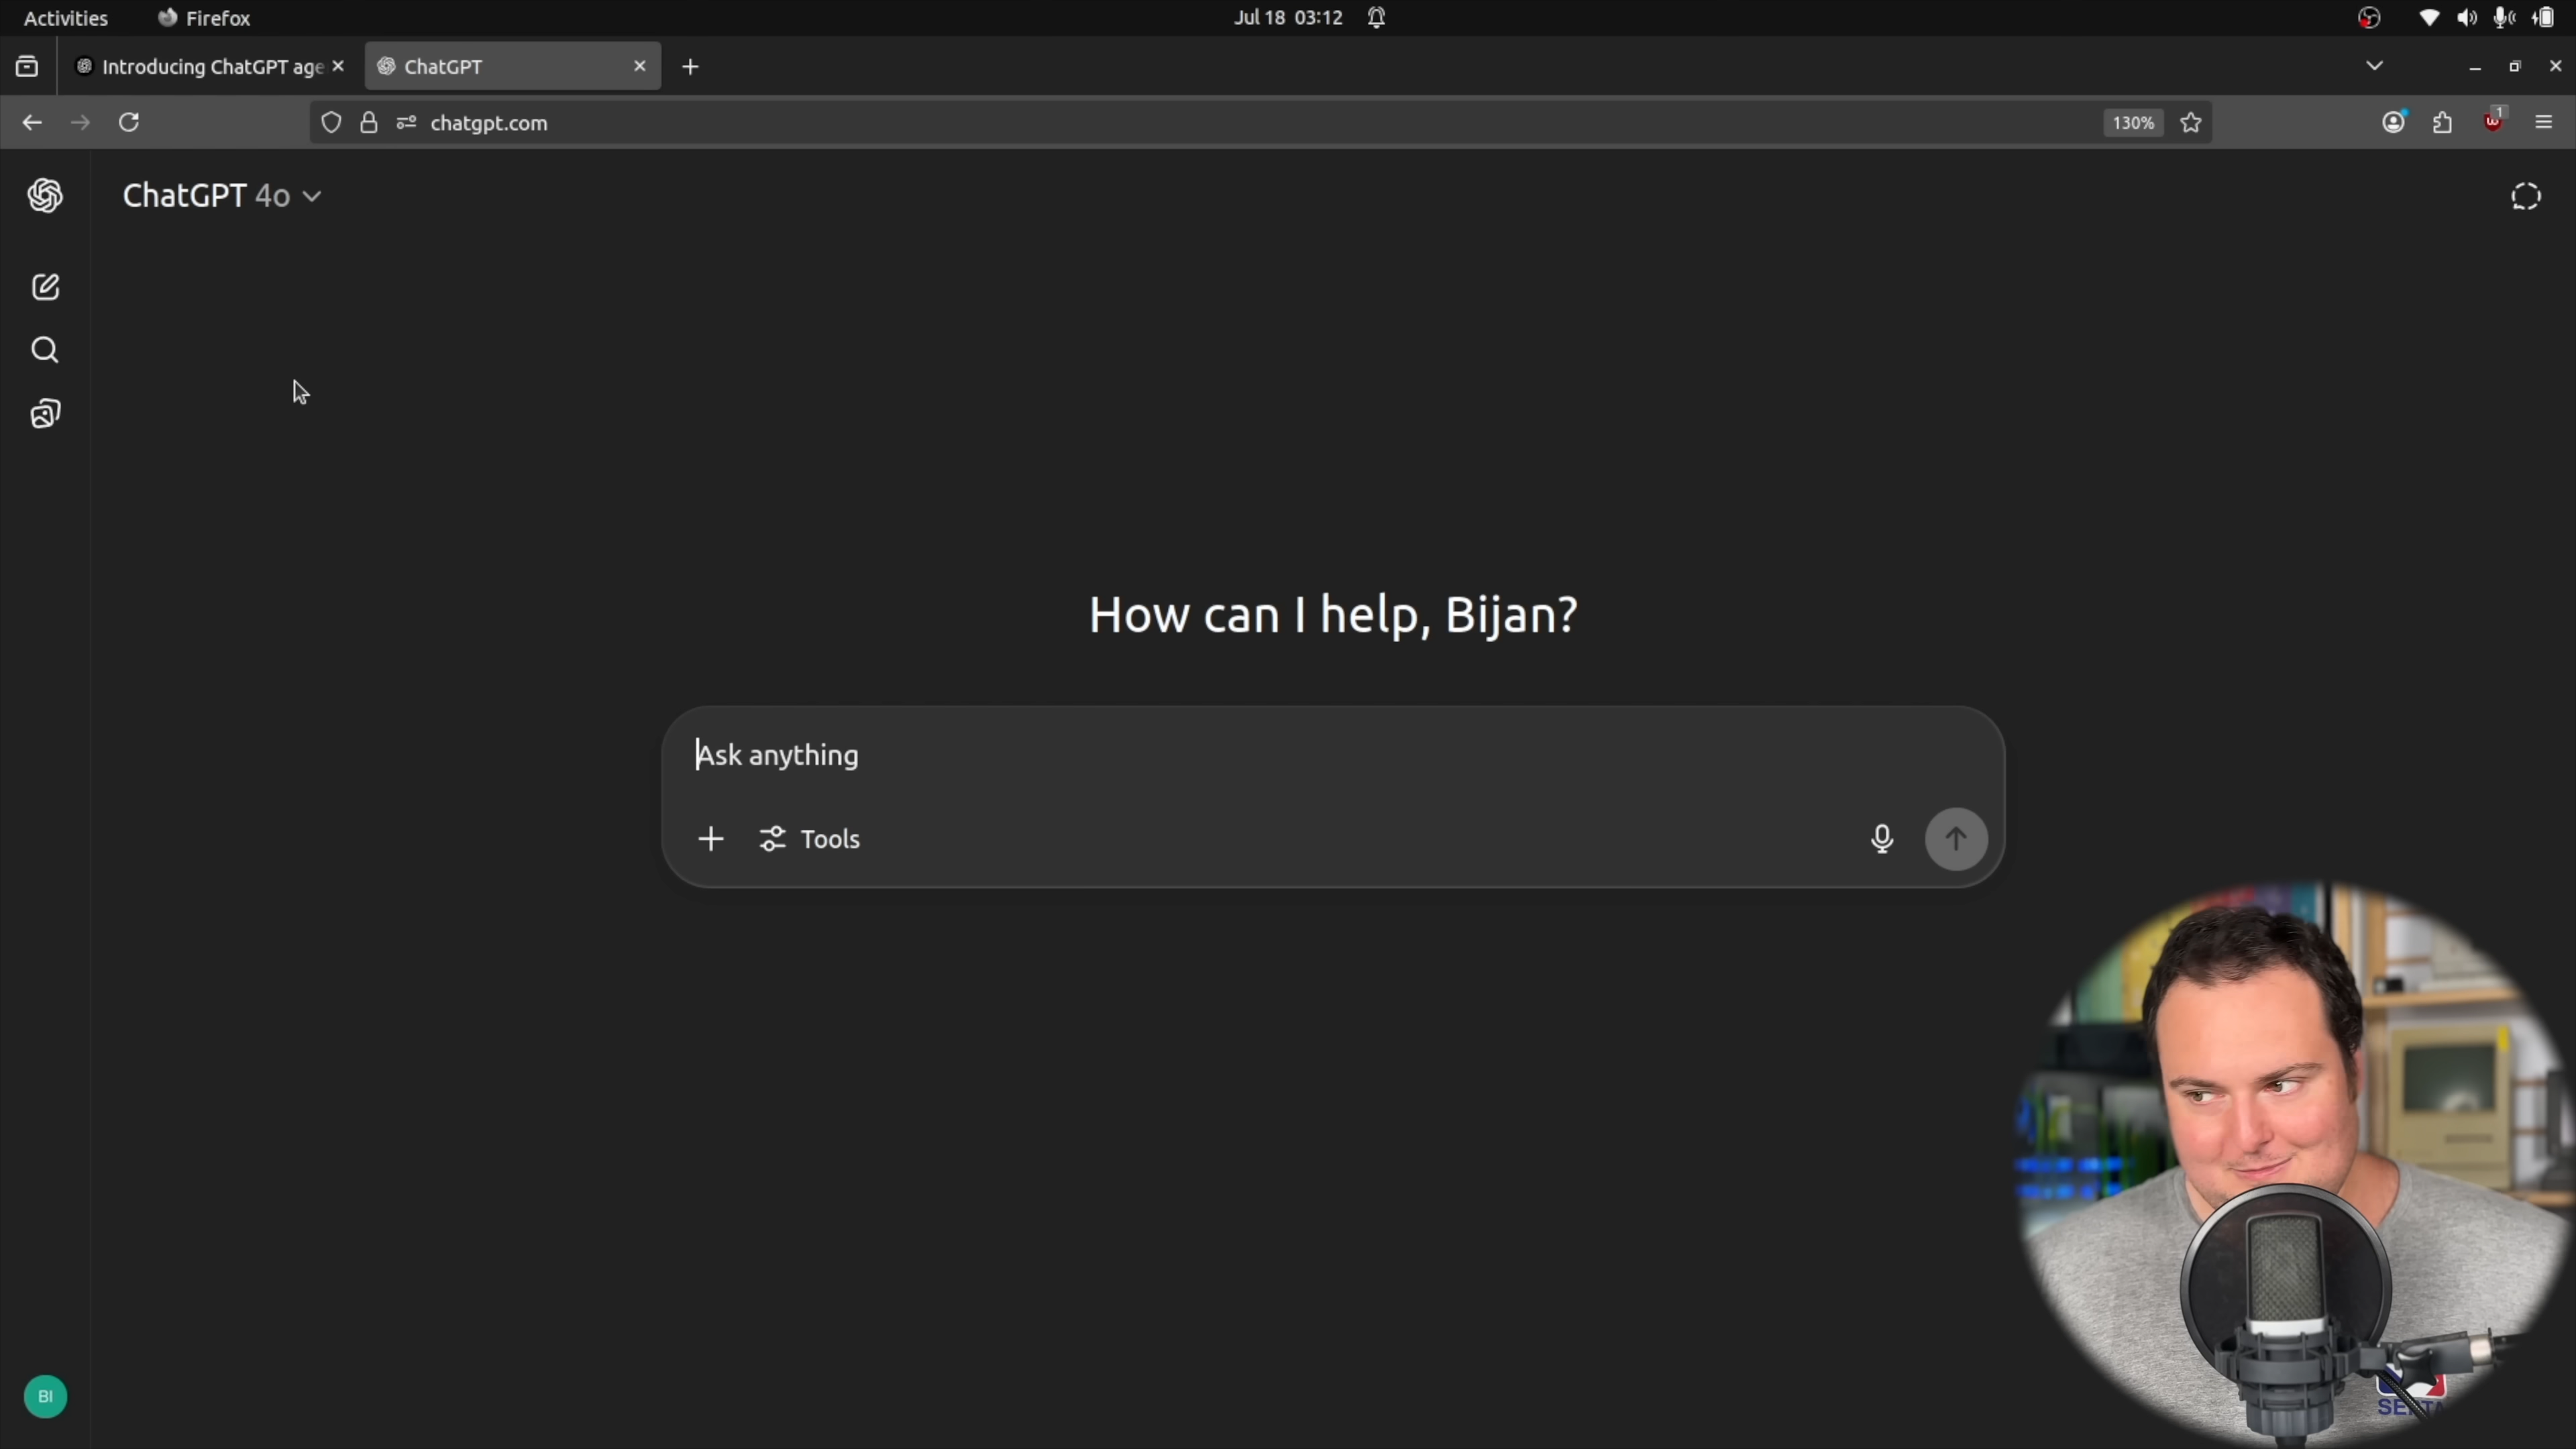 Activities Firefox Jul 18 03:12
Introducing ChatGPT age ChatGPT
chatgpt.com 130% 1
ChatGPT 4o
How can I help, Bijan?
Ask anything
Tools
BI